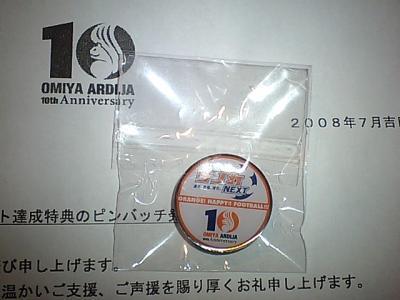 10
OMIYA ARDIJA
10th Anniversary
2008年7月吉
NEXT
ORANGE! HAPPY!! FOOTBALL!!!
10
OMIYA ARDIJA
10th Anniversary
ト達成特典のピンバッチ
び申し上げます。
温かいご支援、ご声援を賜り厚くお礼申し上げます。